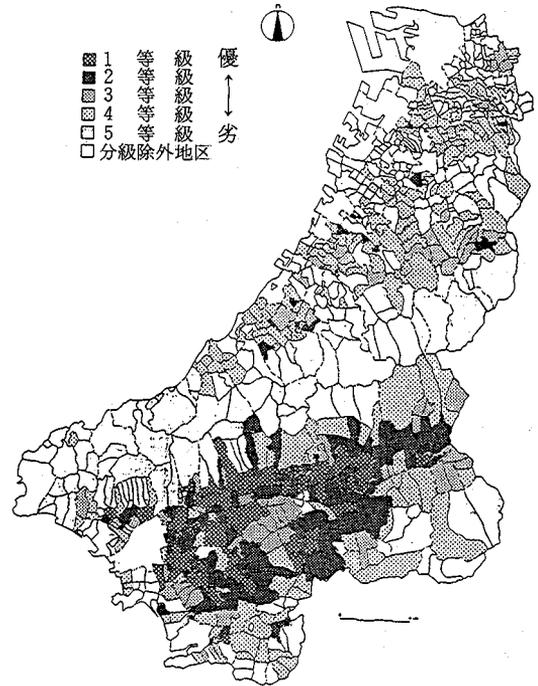 1 等 級 優
2 等 級
3 等 級
4 等 級
5 等 級 劣
分級除外地区